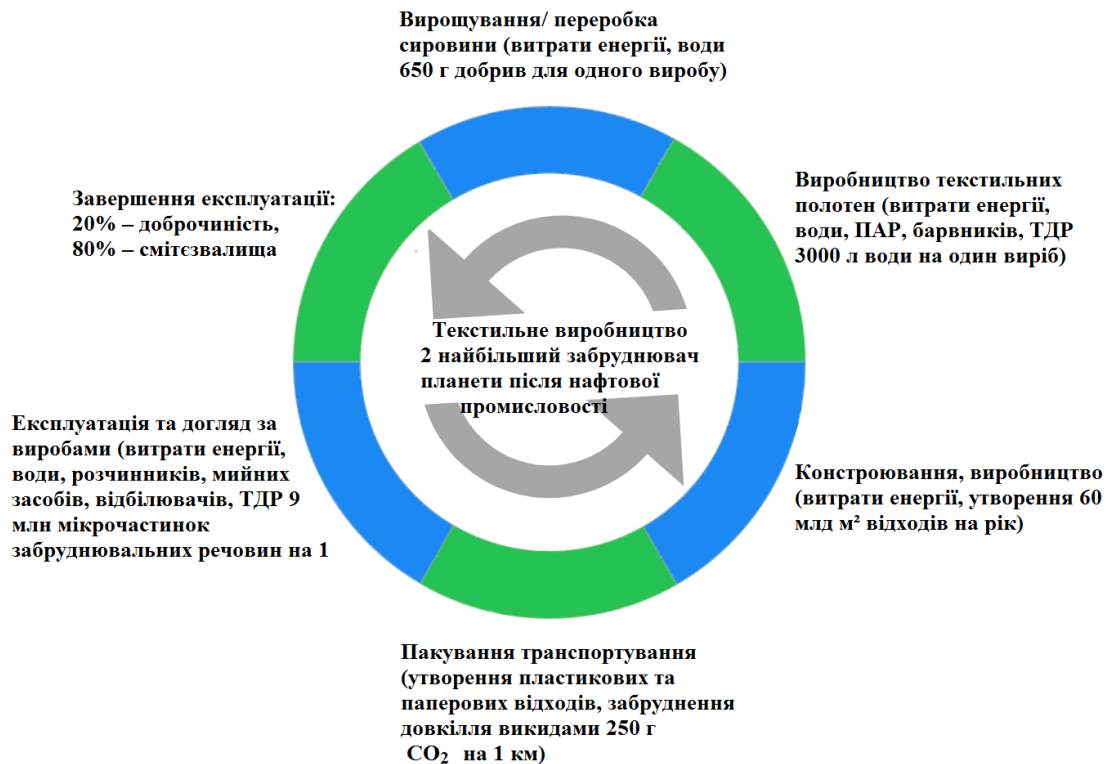 Вирощування/ переробка
сировини (витрати енергії, води
650 г добрив для одного виробу)
Виробництво текстильних
полотен (витрати енергії,
води, ПАР, барвників, ТДР
3000 л води на один виріб)
Констроювання, виробництво
(витрати енергії, утворення 60
млд м² відходів на рік)
Пакування транспортування
(утворення пластикових та
паперових відходів, забруднення
довкілля викидами 250 г
CO₂ на 1 км)
Експлуатація та догляд за
виробами (витрати енергії,
води, розчинників, мийних
засобів, відбілювачів, ТДР 9
млн мікрочастинок
забруднювальних речовин на 1
Завершення експлуатації:
20% – доброчиність,
80% – смітєзвалища
Текстильне виробництво
2 найбільший забруднювач
планети після нафтової
промисловості